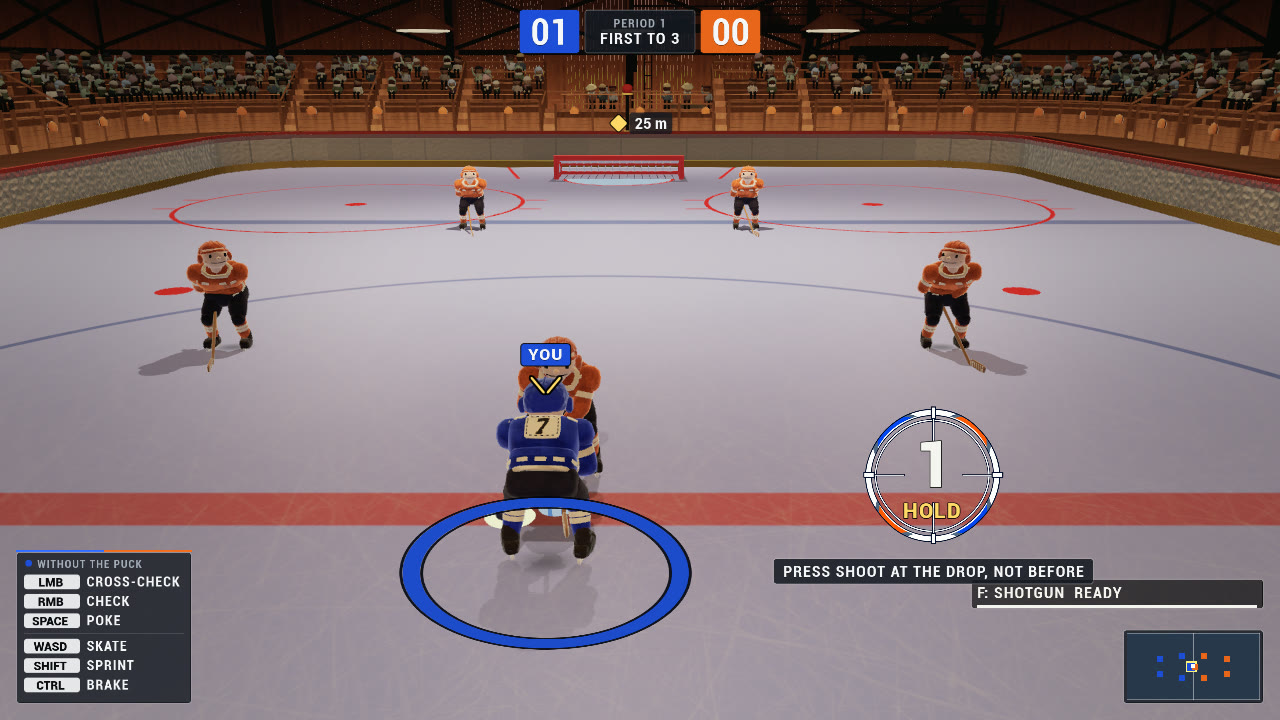 01
PERIOD 1
FIRST TO 3
00
25 m
YOU
7
1
HOLD
PRESS SHOOT AT THE DROP, NOT BEFORE
F: SHOTGUN READY
WITHOUT THE PUCK
LMB CROSS-CHECK
RMB CHECK
SPACE POKE
WASD SKATE
SHIFT SPRINT
CTRL BRAKE